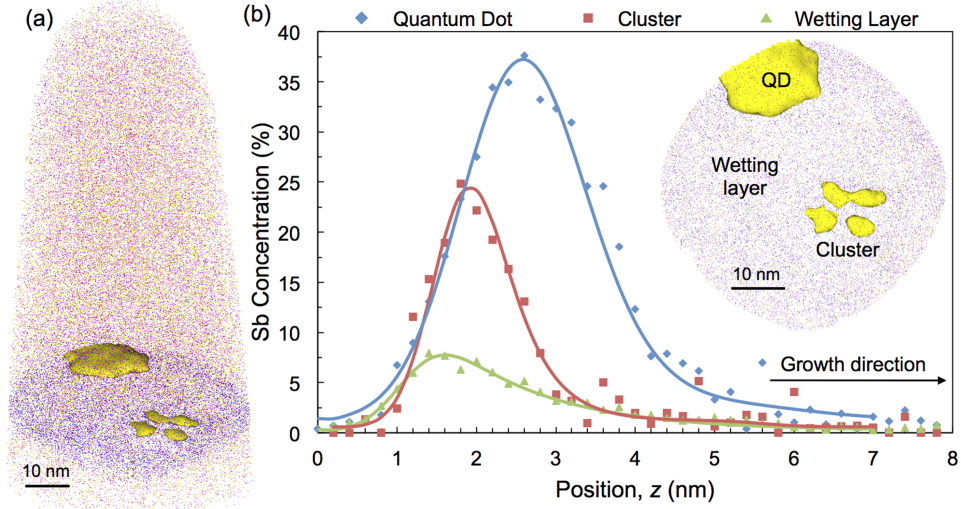 (a)
10 nm
(b)
Quantum Dot
Cluster
Wetting Layer
Sb Concentration (%)
40
35
30
25
20
15
10
5
0
0 1 2 3 4 5 6 7 8
Position, z (nm)
QD
Wetting
layer
Cluster
10 nm
Growth direction